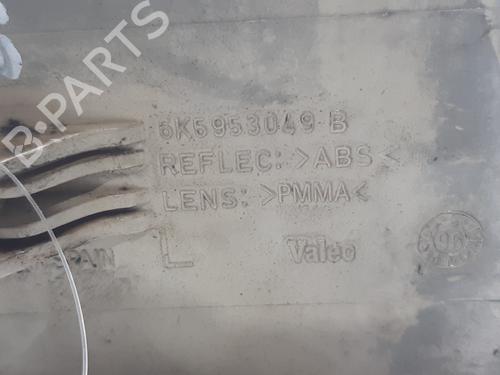 B-PARTS
6K5953049 B
REFLEC: >ABS<
LENS: >PMMA<
L
Valeo